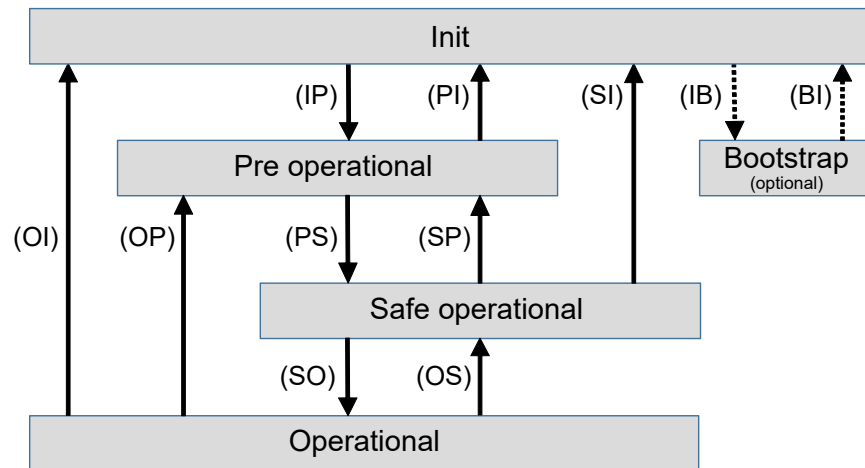 Init
(IP)
(PI)
(SI)
(IB)
(BI)
Pre operational
Bootstrap
(optional)
(OI)
(OP)
(PS)
(SP)
Safe operational
(SO)
(OS)
Operational